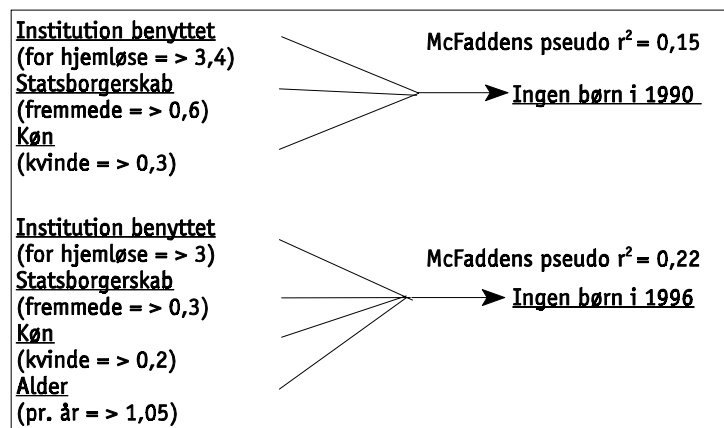 Institution benyttet
(for hjemløse = > 3,4)
Statsborgerskab
(fremmede = > 0,6)
Køn
(kvinde = > 0,3)
McFaddens pseudo r² = 0,15
Ingen børn i 1990
Institution benyttet
(for hjemløse = > 3)
Statsborgerskab
(fremmede = > 0,3)
Køn
(kvinde = > 0,2)
Alder
(pr. år = > 1,05)
McFaddens pseudo r² = 0,22
Ingen børn i 1996